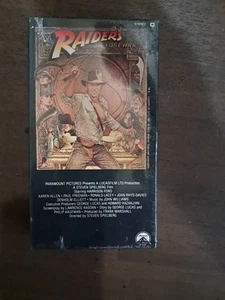 RAIDERS
LOST ARK
PARAMOUNT PICTURES Presents A LUCASFILM LTD Production
A STEVEN SPIELBERG Film
Starring HARRISON FORD
KAREN ALLEN • PAUL FREEMAN • RONALD LACEY • JOHN RHYS-DAVIES
DENHOLM ELLIOTT • Music by JOHN WILLIAMS
Executive Producers GEORGE LUCAS and HOWARD KAZANJIAN
Screenplay by LAWRENCE KASDAN • Story by GEORGE LUCAS and
PHILIP KAUFMAN • Produced by FRANK MARSHALL
Directed by STEVEN SPIELBERG